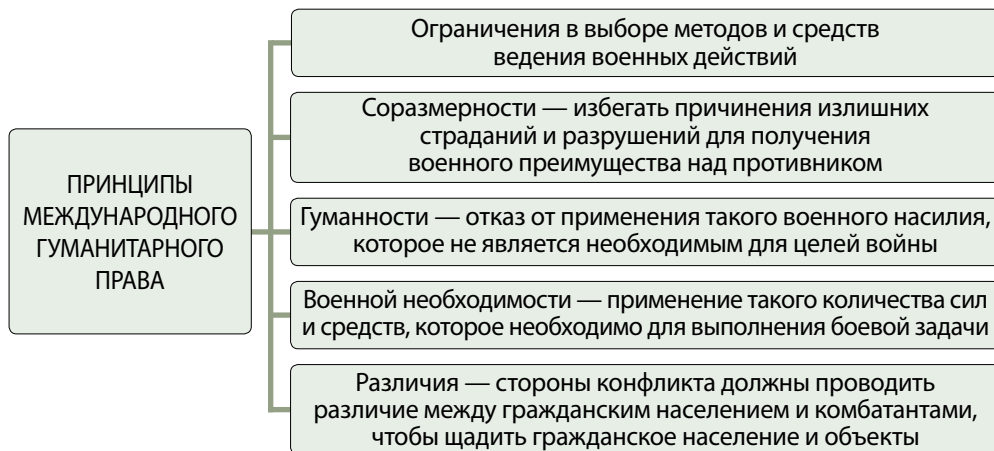 ПРИНЦИПЫ
МЕЖДУНАРОДНОГО
ГУМАНИТАРНОГО
ПРАВА
Ограничения в выборе методов и средств
ведения военных действий
Соразмерности — избегать причинения излишних
страданий и разрушений для получения
военного преимущества над противником
Гуманности — отказ от применения такого военного насилия,
которое не является необходимым для целей войны
Военной необходимости — применение такого количества сил
и средств, которое необходимо для выполнения боевой задачи
Различия — стороны конфликта должны проводить
различие между гражданским населением и комбатантами,
чтобы щадить гражданское население и объекты